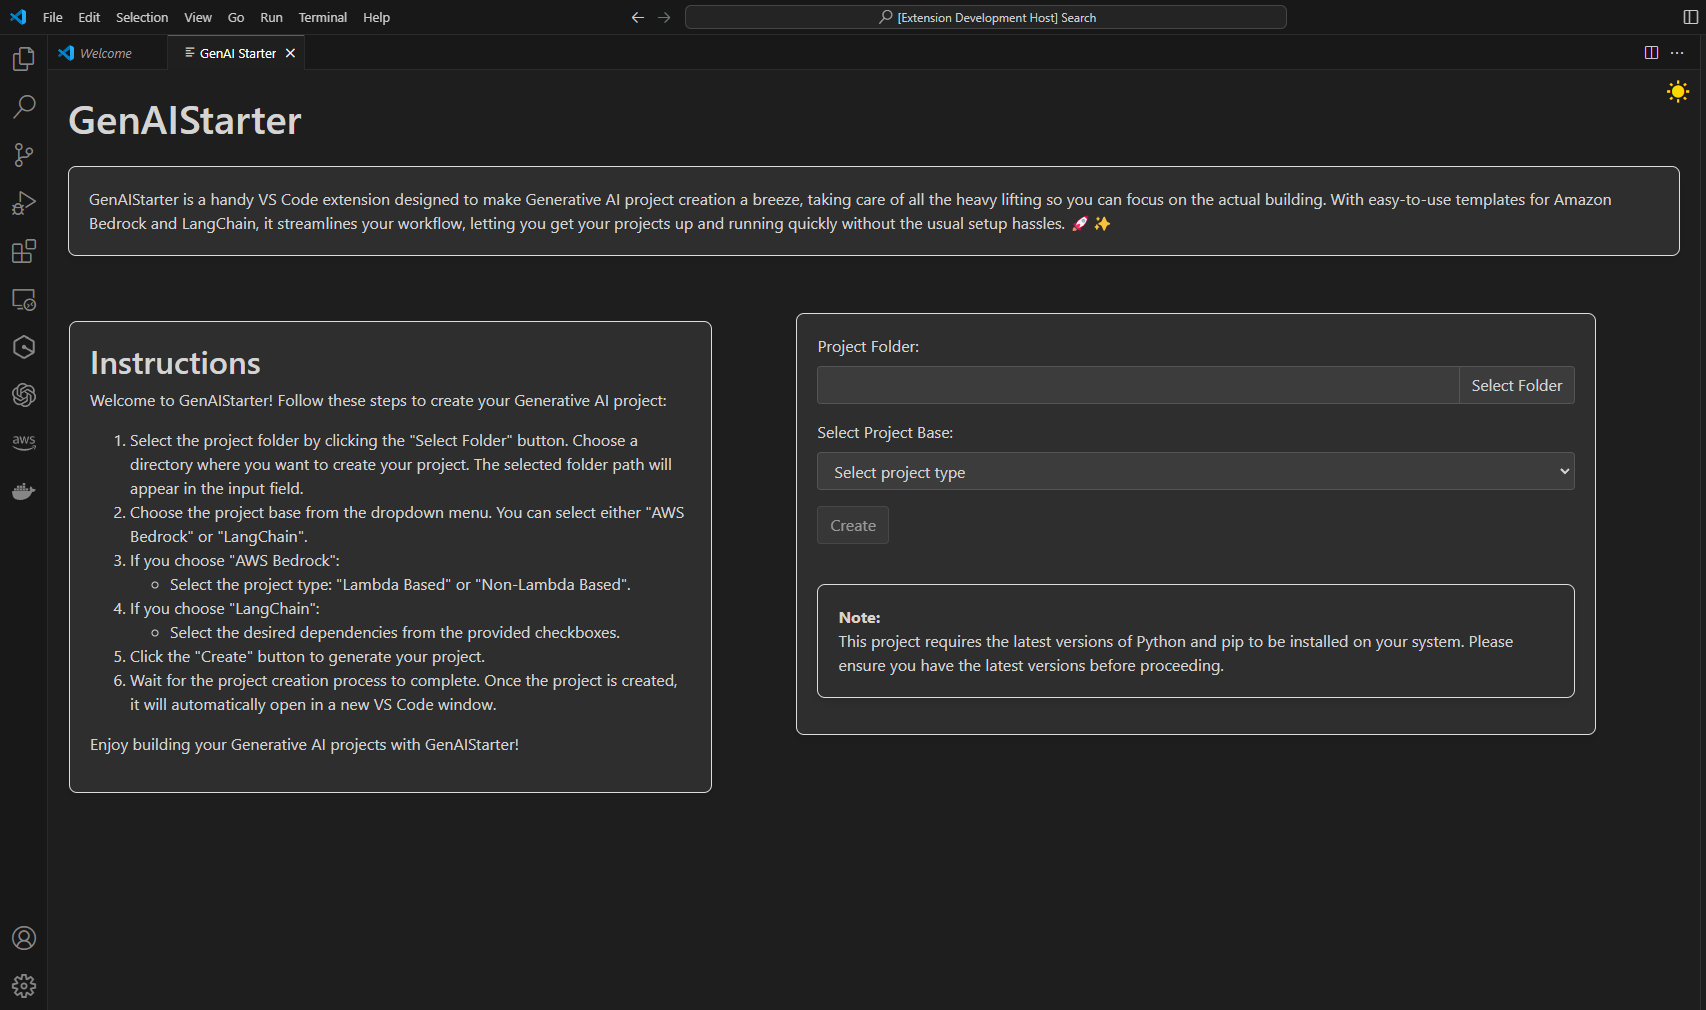 File Edit Selection View Go Run Terminal Help
[Extension Development Host] Search
Welcome
GenAI Starter
GenAIStarter
GenAIStarter is a handy VS Code extension designed to make Generative AI project creation a breeze, taking care of all the heavy lifting so you can focus on the actual building. With easy-to-use templates for Amazon
Bedrock and LangChain, it streamlines your workflow, letting you get your projects up and running quickly without the usual setup hassles. 🚀 ✨
Instructions
Welcome to GenAIStarter! Follow these steps to create your Generative AI project:
1. Select the project folder by clicking the "Select Folder" button. Choose a
directory where you want to create your project. The selected folder path will
appear in the input field.
2. Choose the project base from the dropdown menu. You can select either "AWS
Bedrock" or "LangChain".
3. If you choose "AWS Bedrock":
○ Select the project type: "Lambda Based" or "Non-Lambda Based".
4. If you choose "LangChain":
○ Select the desired dependencies from the provided checkboxes.
5. Click the "Create" button to generate your project.
6. Wait for the project creation process to complete. Once the project is created,
it will automatically open in a new VS Code window.
Enjoy building your Generative AI projects with GenAIStarter!
Project Folder:
Select Folder
Select Project Base:
Select project type
Create
Note:
This project requires the latest versions of Python and pip to be installed on your system. Please
ensure you have the latest versions before proceeding.
aws